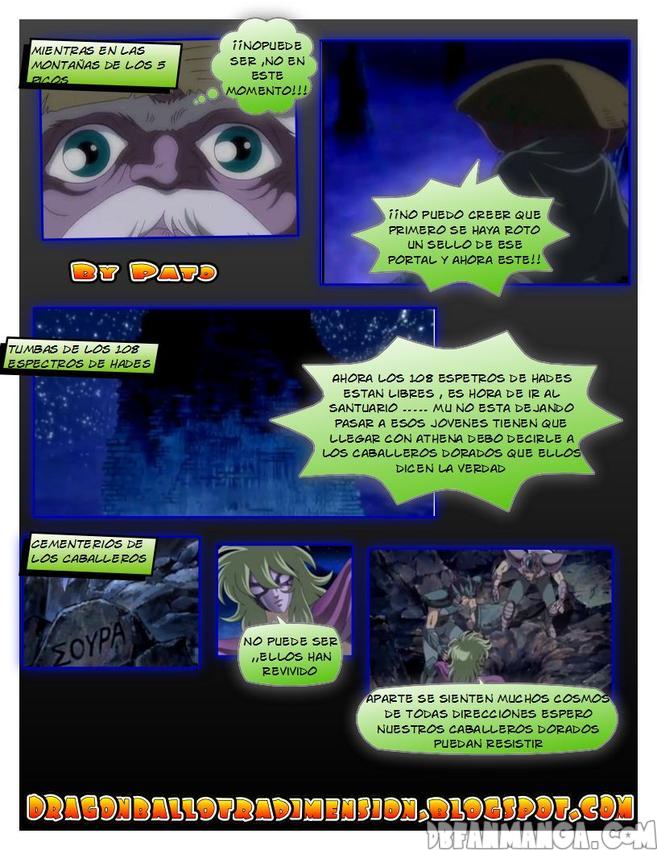 MIENTRAS EN LAS
MONTAÑAS DE LOS 5
PICOS
¡¡NOPUEDE
SER ,NO EN
ESTE
MOMENTO!!!
¡¡NO PUEDO CREER QUE
PRIMERO SE HAYA ROTO
UN SELLO DE ESE
PORTAL Y AHORA ESTE!!
BY PATO
TUMBAS DE LOS 108
ESPECTROS DE HADES
AHORA LOS 108 ESPETROS DE HADES
ESTAN LIBRES , ES HORA DE IR AL
SANTUARIO ----- MU NO ESTA DEJANDO
PASAR A ESOS JOVENES TIENEN QUE
LLEGAR CON ATHENA DEBO DECIRLE A
LOS CABALLEROS DORADOS QUE ELLOS
DICEN LA VERDAD
CEMENTERIOS DE
LOS CABALLEROS
ΣΟΥΡΑ
NO PUEDE SER
,,ELLOS HAN
REVIVIDO
APARTE SE SIENTEN MUCHOS COSMOS
DE TODAS DIRECCIONES ESPERO
NUESTROS CABALLEROS DORADOS
PUEDAN RESISTIR
DRAGONBALLOTRADIMENSION.BLOGSPOT.COM
DBFANMANGA.COM